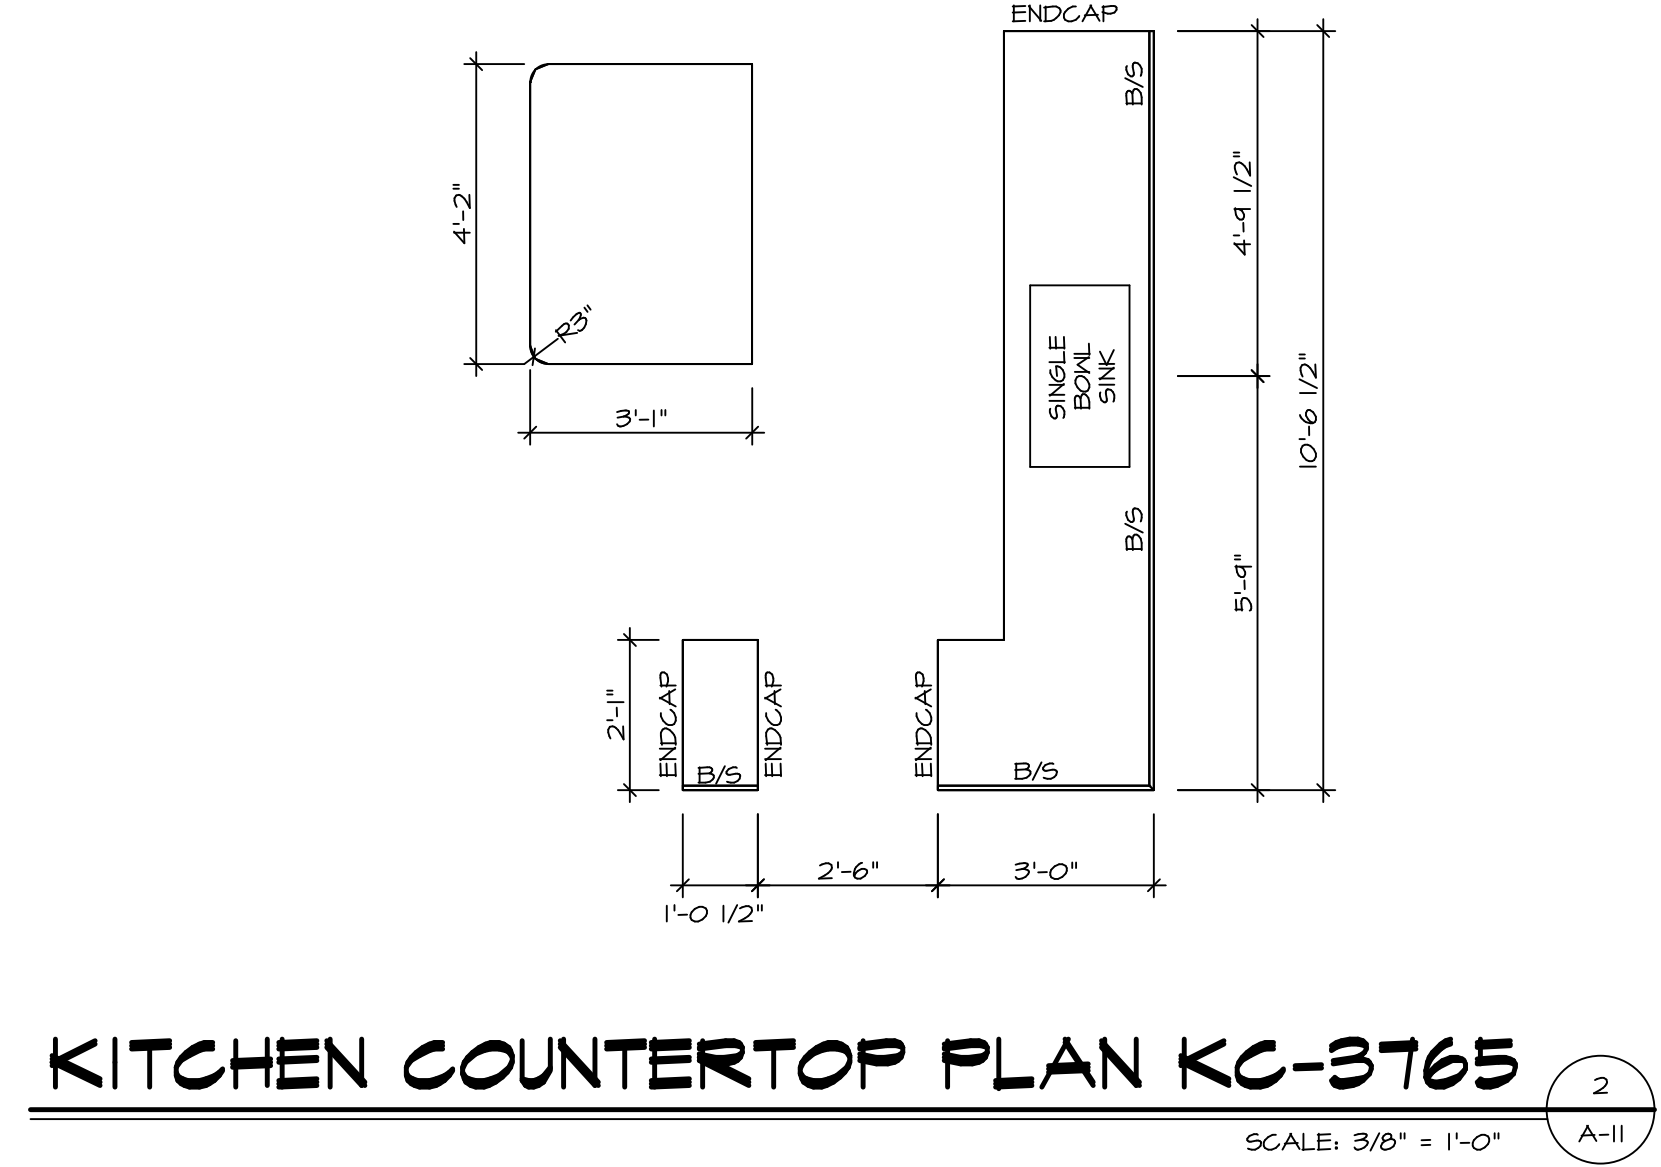 ENDCAP
B/S
4'-2"
4'-9 1/2"
R3"
SINGLE
BOWL
SINK
10'-6 1/2"
3'-1"
B/S
5'-9"
2'-1"
ENDCAP
ENDCAP
ENDCAP
B/S
B/S
2'-6"
3'-0"
1'-0 1/2"
KITCHEN COUNTERTOP PLAN KC-3765
2
A-11
SCALE: 3/8" = 1'-0"